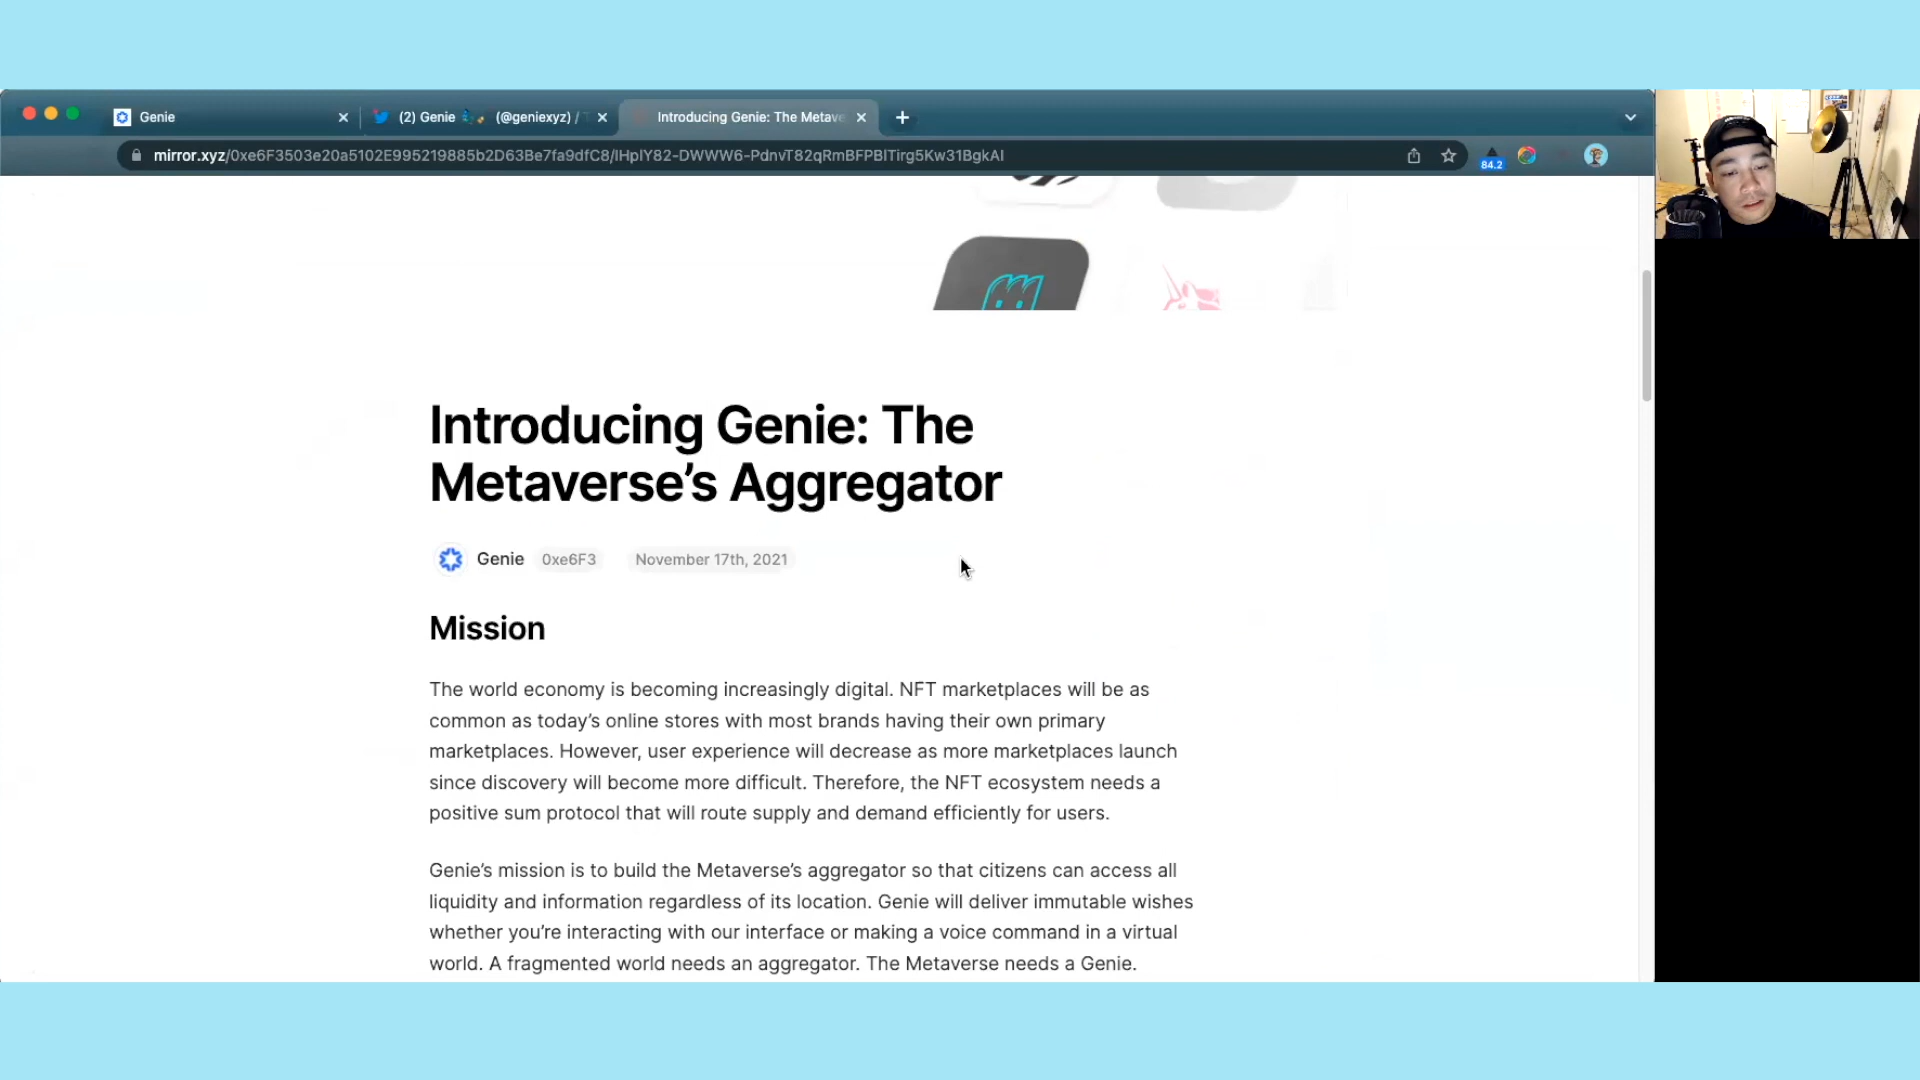 Genie
(2) Genie (@geniexyz) /
Introducing Genie: The Metave
mirror.xyz/0xe6F3503e20a5102E995219885b2D63Be7fa9dfC8/IHpIY82-DWWW6-PdnvT82qRmBFPBITirg5Kw31BgkAI
84.2
Introducing Genie: The
Metaverse’s Aggregator
Genie 0xe6F3 November 17th, 2021
Mission
The world economy is becoming increasingly digital. NFT marketplaces will be as
common as today’s online stores with most brands having their own primary
marketplaces. However, user experience will decrease as more marketplaces launch
since discovery will become more difficult. Therefore, the NFT ecosystem needs a
positive sum protocol that will route supply and demand efficiently for users.
Genie’s mission is to build the Metaverse’s aggregator so that citizens can access all
liquidity and information regardless of its location. Genie will deliver immutable wishes
whether you’re interacting with our interface or making a voice command in a virtual
world. A fragmented world needs an aggregator. The Metaverse needs a Genie.